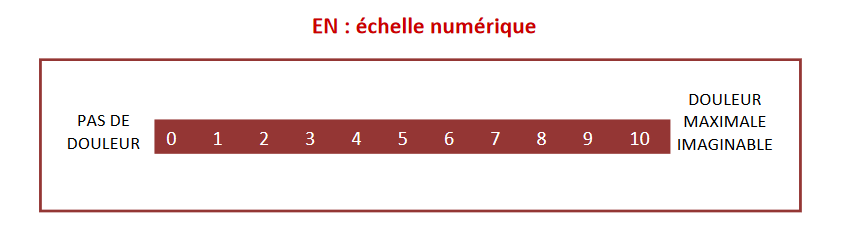 EN : échelle numérique
PAS DE
DOULEUR
0 1 2 3 4 5 6 7 8 9 10
DOULEUR
MAXIMALE
IMAGINABLE